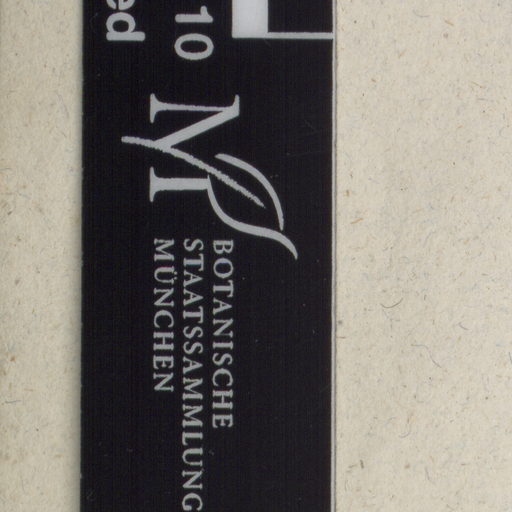 10
ed
M
BOTANISCHE
STAATSSAMMLUNG
MÜNCHEN